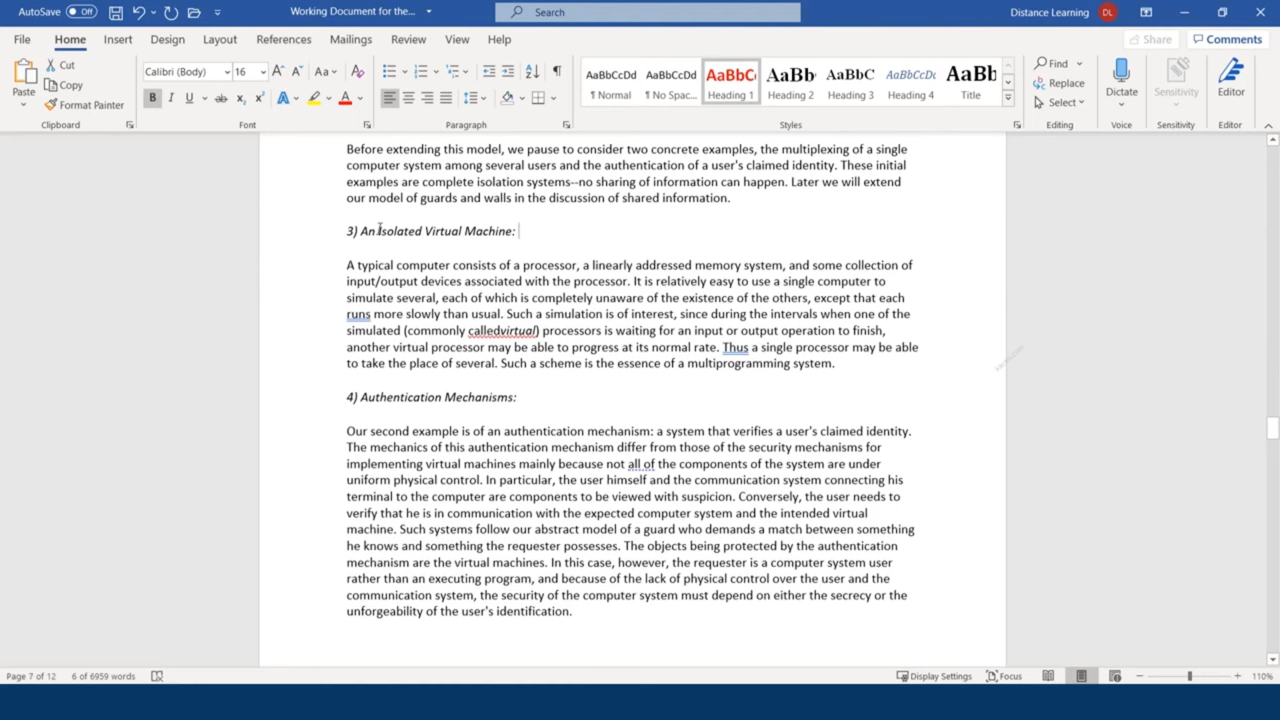 AutoSave Off Working Document for the... Search Distance Learning DL
File Home Insert Design Layout References Mailings Review View Help Share Comments
Cut
Copy
Format Painter
Paste
Calibri (Body) 16
AaBbCcDd AaBbCcDd AaBbC AaBb AaBbC AaBbCcD AaBb
¶ Normal ¶ No Spac... Heading 1 Heading 2 Heading 3 Heading 4 Title
Find
Replace
Select
Dictate Sensitivity Editor
Clipboard Font Paragraph Styles Editing Voice Sensitivity Editor
Before extending this model, we pause to consider two concrete examples, the multiplexing of a single
computer system among several users and the authentication of a user's claimed identity. These initial
examples are complete isolation systems--no sharing of information can happen. Later we will extend
our model of guards and walls in the discussion of shared information.
3) An Isolated Virtual Machine:
A typical computer consists of a processor, a linearly addressed memory system, and some collection of
input/output devices associated with the processor. It is relatively easy to use a single computer to
simulate several, each of which is completely unaware of the existence of the others, except that each
runs more slowly than usual. Such a simulation is of interest, since during the intervals when one of the
simulated (commonly calledvirtual) processors is waiting for an input or output operation to finish,
another virtual processor may be able to progress at its normal rate. Thus a single processor may be able
to take the place of several. Such a scheme is the essence of a multiprogramming system.
4) Authentication Mechanisms:
Our second example is of an authentication mechanism: a system that verifies a user's claimed identity.
The mechanics of this authentication mechanism differ from those of the security mechanisms for
implementing virtual machines mainly because not all of the components of the system are under
uniform physical control. In particular, the user himself and the communication system connecting his
terminal to the computer are components to be viewed with suspicion. Conversely, the user needs to
verify that he is in communication with the expected computer system and the intended virtual
machine. Such systems follow our abstract model of a guard who demands a match between something
he knows and something the requester possesses. The objects being protected by the authentication
mechanism are the virtual machines. In this case, however, the requester is a computer system user
rather than an executing program, and because of the lack of physical control over the user and the
communication system, the security of the computer system must depend on either the secrecy or the
unforgeability of the user's identification.
Page 7 of 12 6 of 6959 words Display Settings Focus 110%